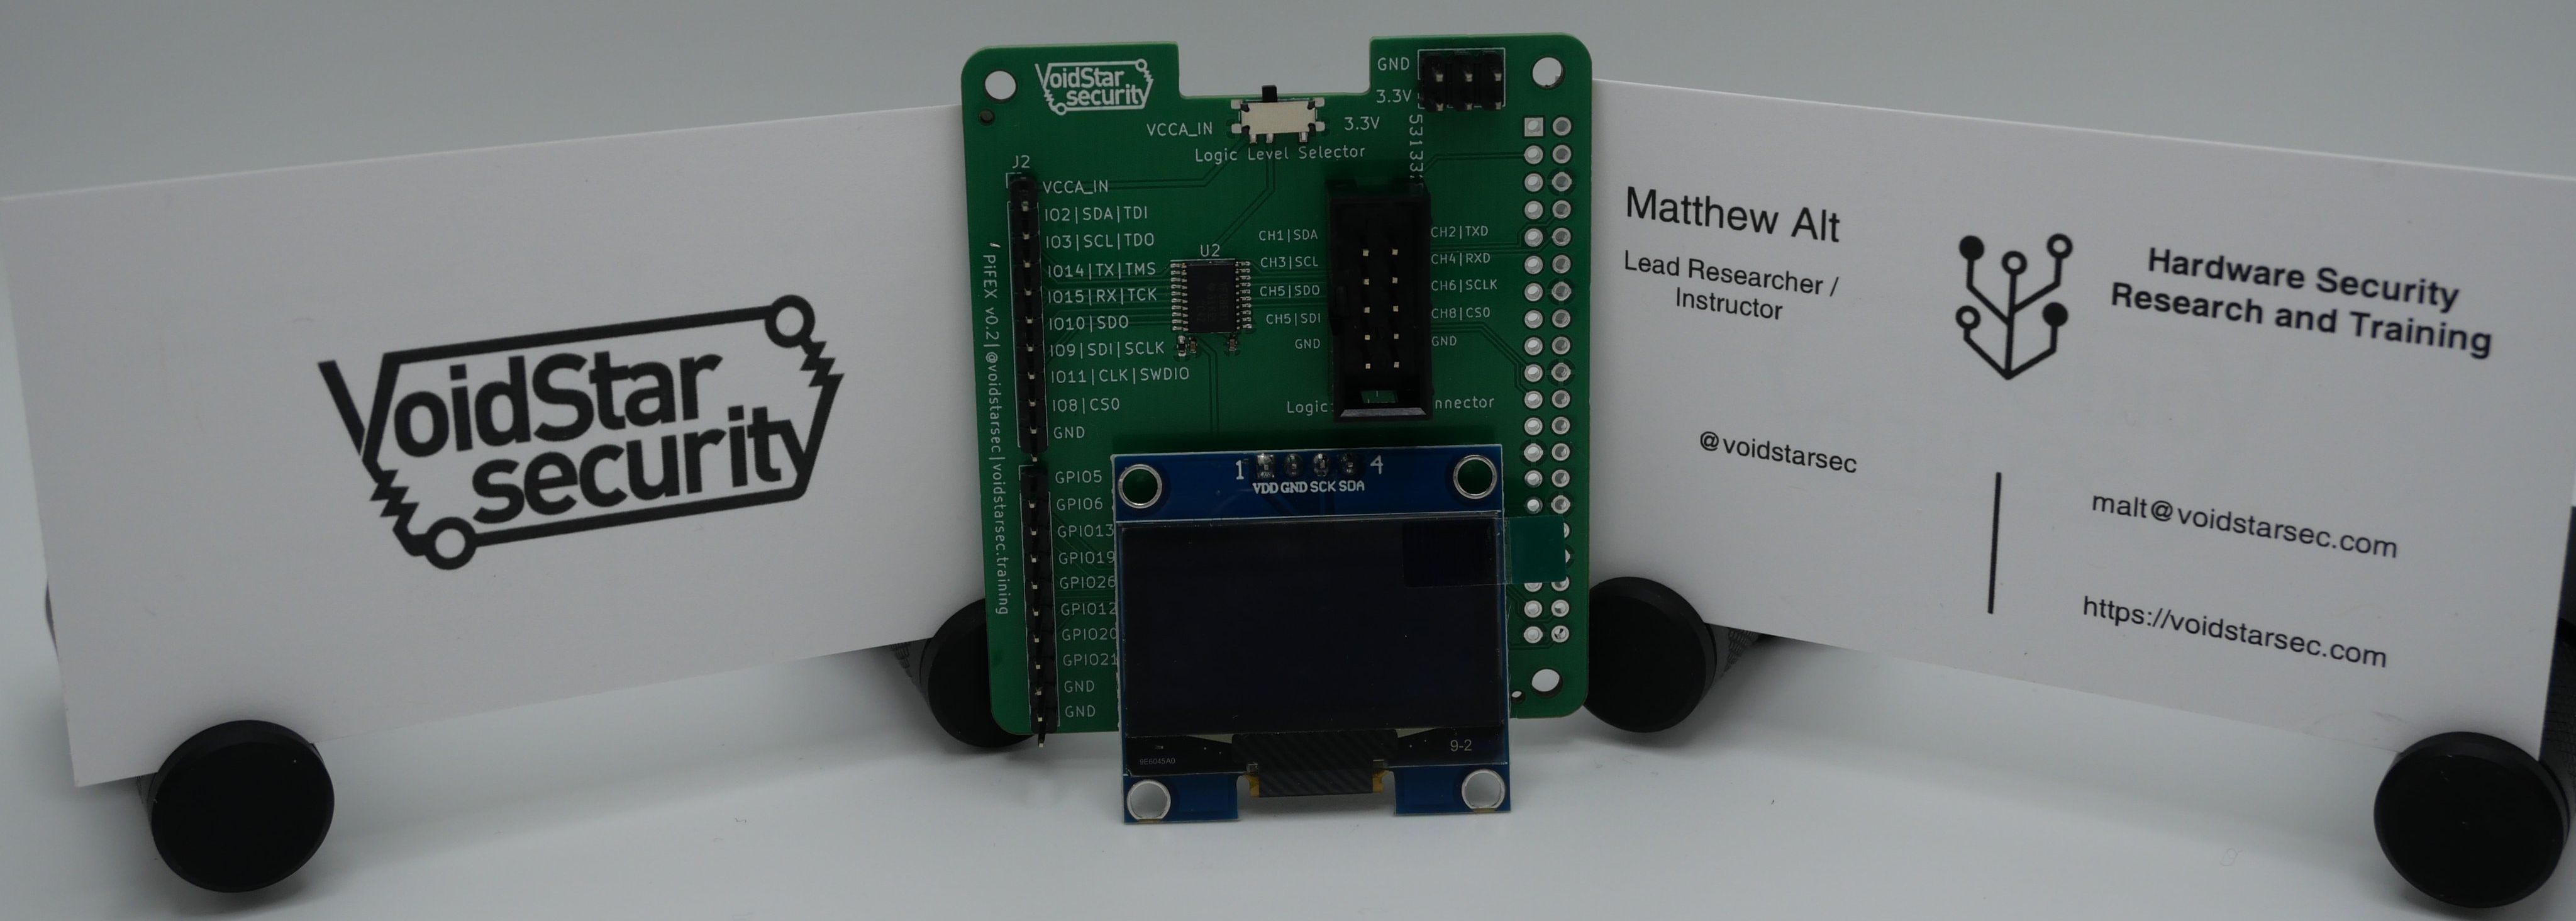 VoidStar
security
VoidStar
security
GND
3.3V
VCCA_IN
3.3V
Logic Level Selector
J2
VCCA_IN
IO2|SDA|TDI
IO3|SCL|TDO
IO14|TX|TMS
IO15|RX|TCK
IO10|SDO
IO9|SDI|SCLK
IO11|CLK|SWDIO
IO8|CS0
GND
GPIO5
GPIO6
GPIO13
GPIO19
GPIO26
GPIO12
GPIO20
GPIO21
GND
GND
PiFEX v0.2|@voidstarsec|voidstarsec.training
U2
CH1|SDA
CH3|SCL
CH5|SDO
CH5|SDI
GND
CH2|TXD
CH4|RXD
CH6|SCLK
CH8|CS0
GND
Logic
1 4
VDD GND SCK SDA
9-2
Matthew Alt
Lead Researcher /
Instructor
@voidstarsec
Hardware Security
Research and Training
malt@voidstarsec.com
https://voidstarsec.com